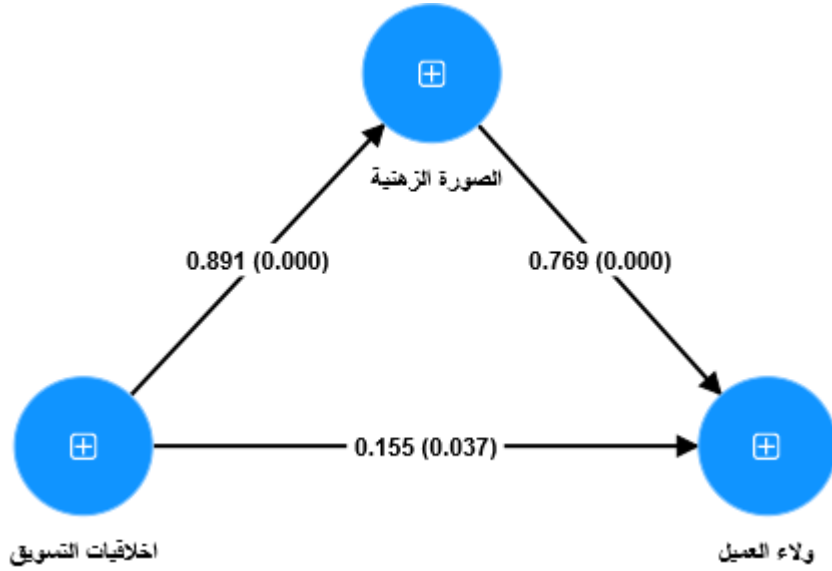 الصورة الزهنية
0.891 (0.000)
0.769 (0.000)
0.155 (0.037)
اخلاقيات التسويق
ولاء العميل